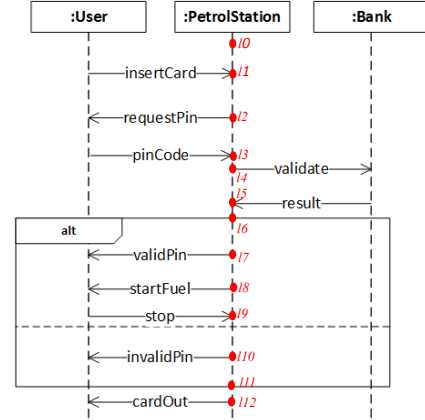 :User :PetrolStation :Bank
l0
insertCard l1
requestPin l2
pinCode l3
validate
l4
l5
result
alt l6
validPin l7
startFuel l8
stop l9
invalidPin l10
l11
cardOut l12